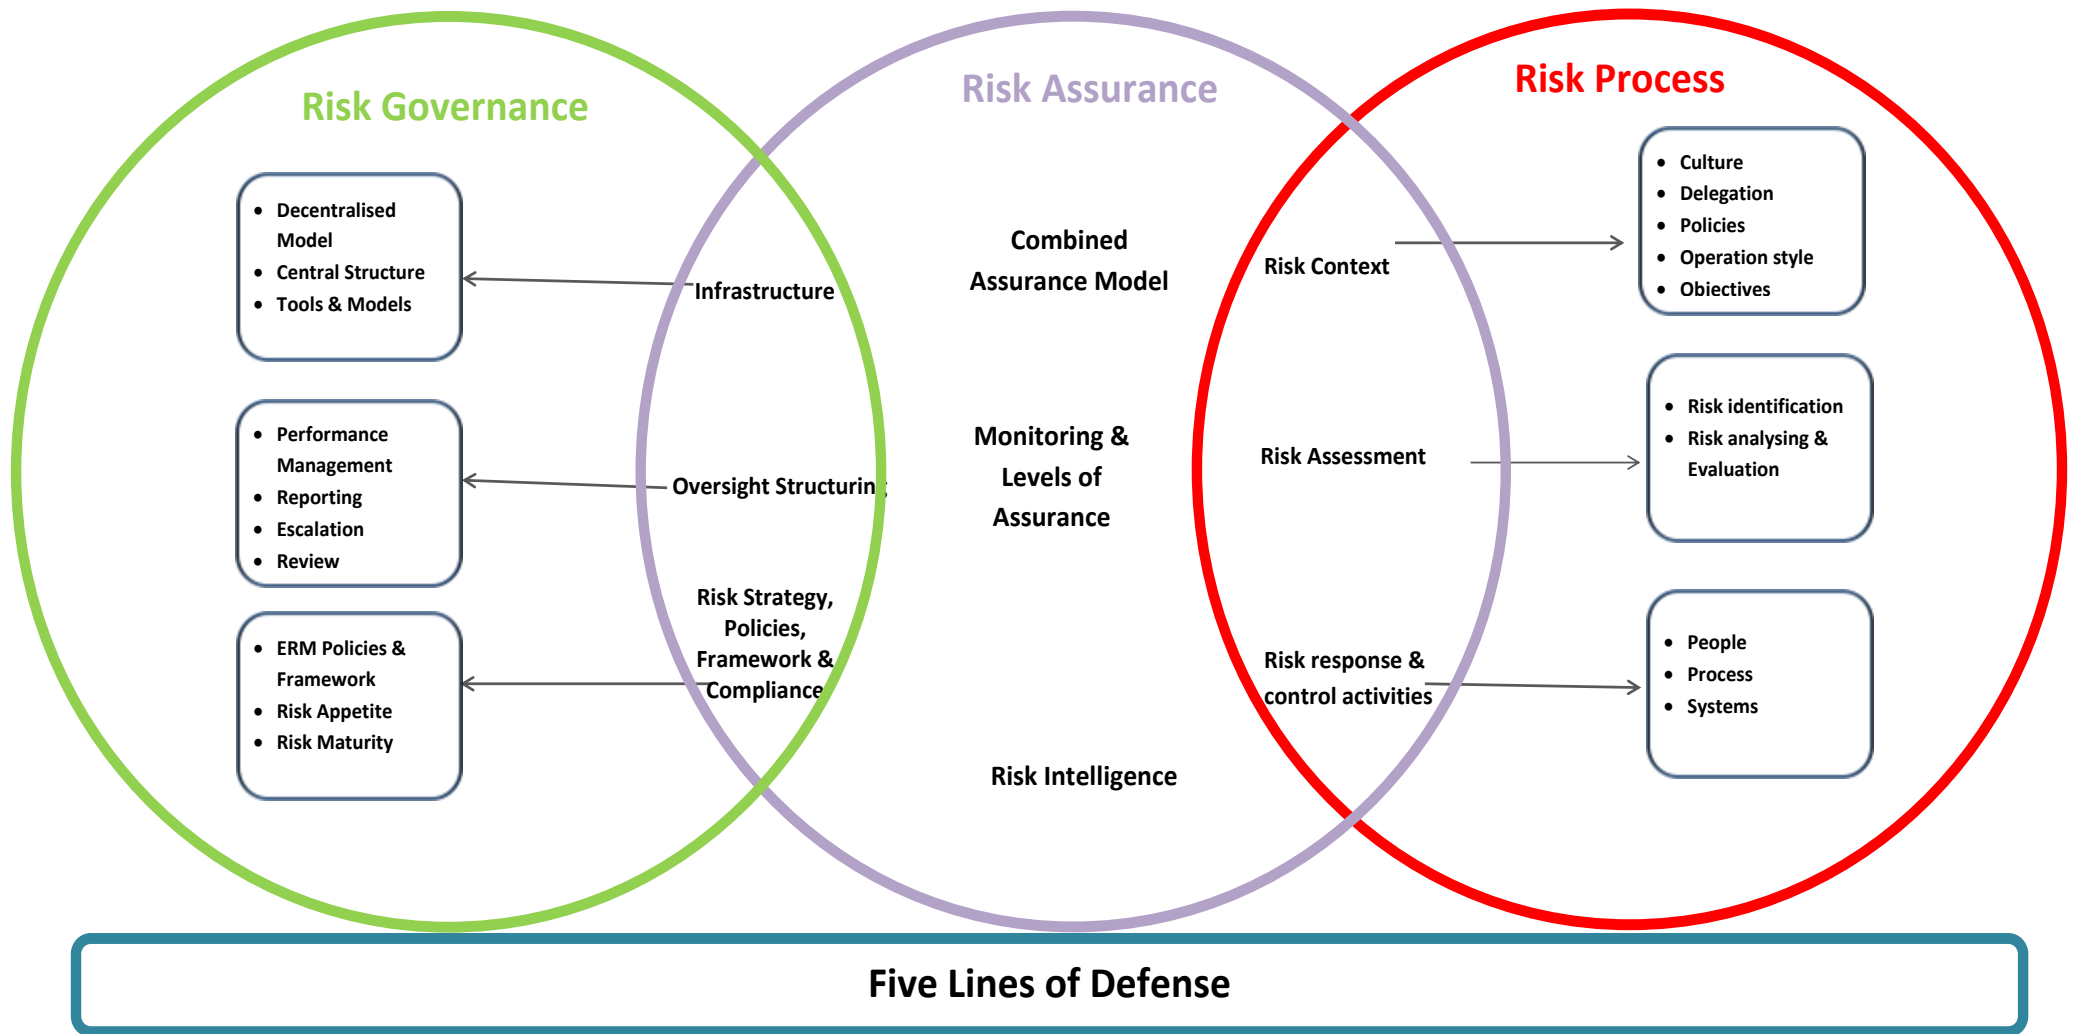 Risk Governance
• Decentralised
Model
• Central Structure
• Tools & Models
• Performance
Management
• Reporting
• Escalation
• Review
• ERM Policies &
Framework
• Risk Appetite
• Risk Maturity
Infrastructure
Oversight Structuring
Risk Strategy,
Policies,
Framework &
Compliance
Risk Assurance
Combined
Assurance Model
Monitoring &
Levels of
Assurance
Risk Intelligence
Risk Process
Risk Context
Risk Assessment
Risk response &
control activities
• Culture
• Delegation
• Policies
• Operation style
• Obiectives
• Risk identification
• Risk analysing &
Evaluation
• People
• Process
• Systems
Five Lines of Defense